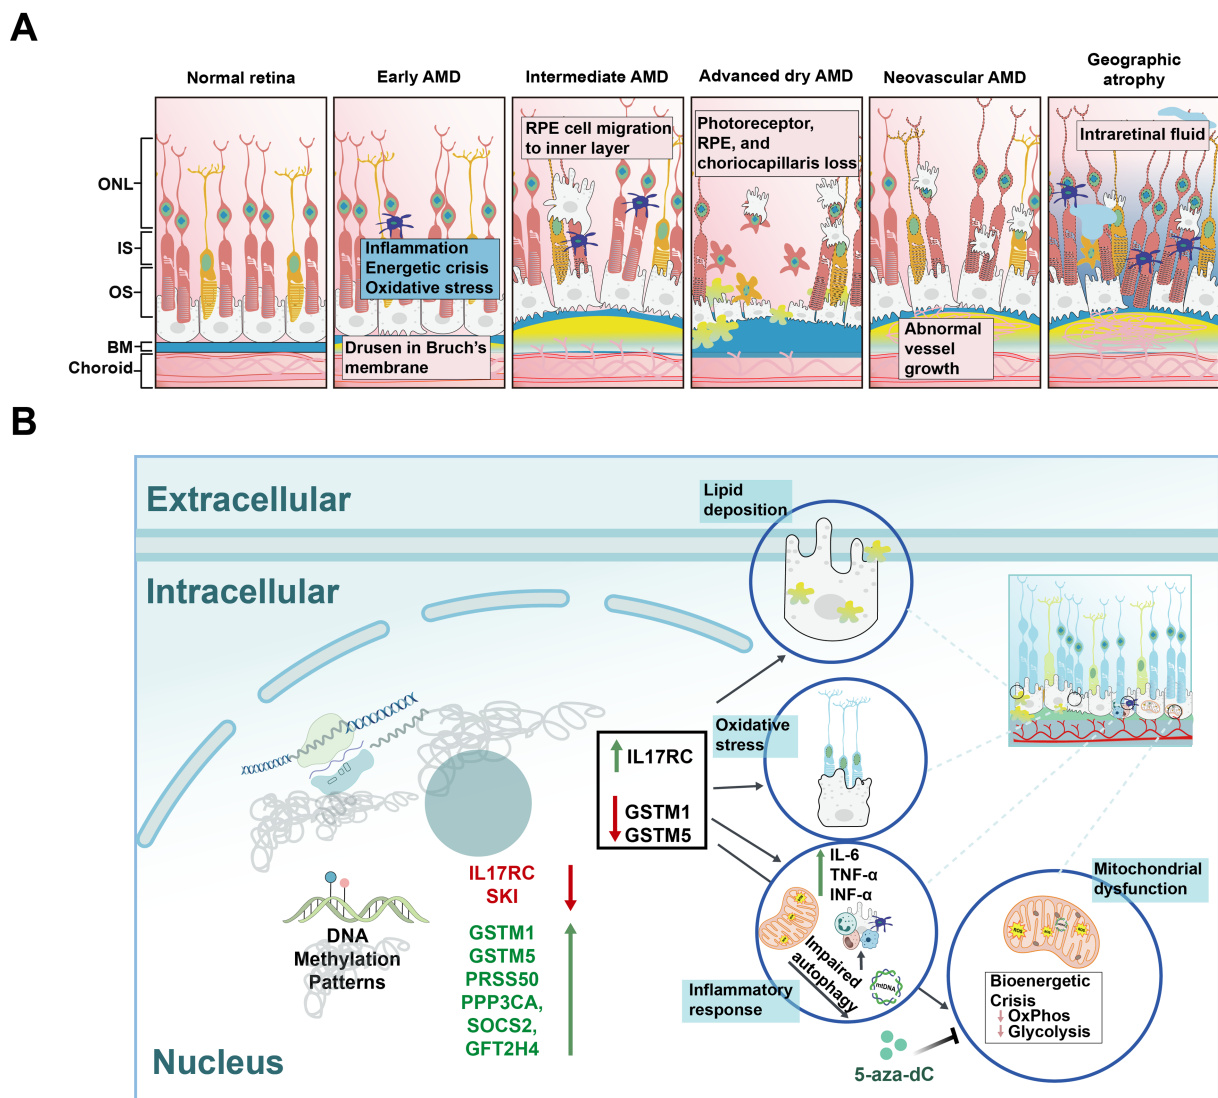 A
Normal retina
Early AMD
Intermediate AMD
Advanced dry AMD
Neovascular AMD
Geographic
atrophy
ONL
IS
OS
BM
Choroid
Inflammation
Energetic crisis
Oxidative stress
Drusen in Bruch's
membrane
RPE cell migration
to inner layer
Photoreceptor,
RPE, and
choriocapillaris loss
Abnormal
vessel
growth
Intraretinal fluid
B
Extracellular
Intracellular
Nucleus
DNA
Methylation
Patterns
IL17RC
SKI
GSTM1
GSTM5
PRSS50
PPP3CA,
SOCS2,
GFT2H4
IL17RC
GSTM1
GSTM5
Lipid
deposition
Oxidative
stress
IL-6
TNF-α
INF-α
Impaired
autophagy
mtDNA
Inflammatory
response
5-aza-dC
Mitochondrial
dysfunction
ROS
ROS
Bioenergetic
Crisis
OxPhos
Glycolysis